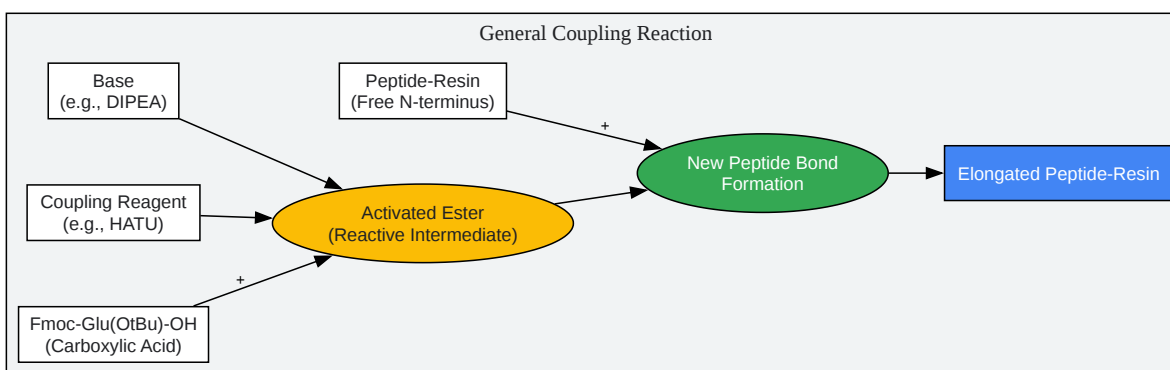 General Coupling Reaction
Base
(e.g., DIPEA)
Peptide-Resin
(Free N-terminus)
+
New Peptide Bond
Formation
Elongated Peptide-Resin
Coupling Reagent
(e.g., HATU)
Activated Ester
(Reactive Intermediate)
+
Fmoc-Glu(OtBu)-OH
(Carboxylic Acid)